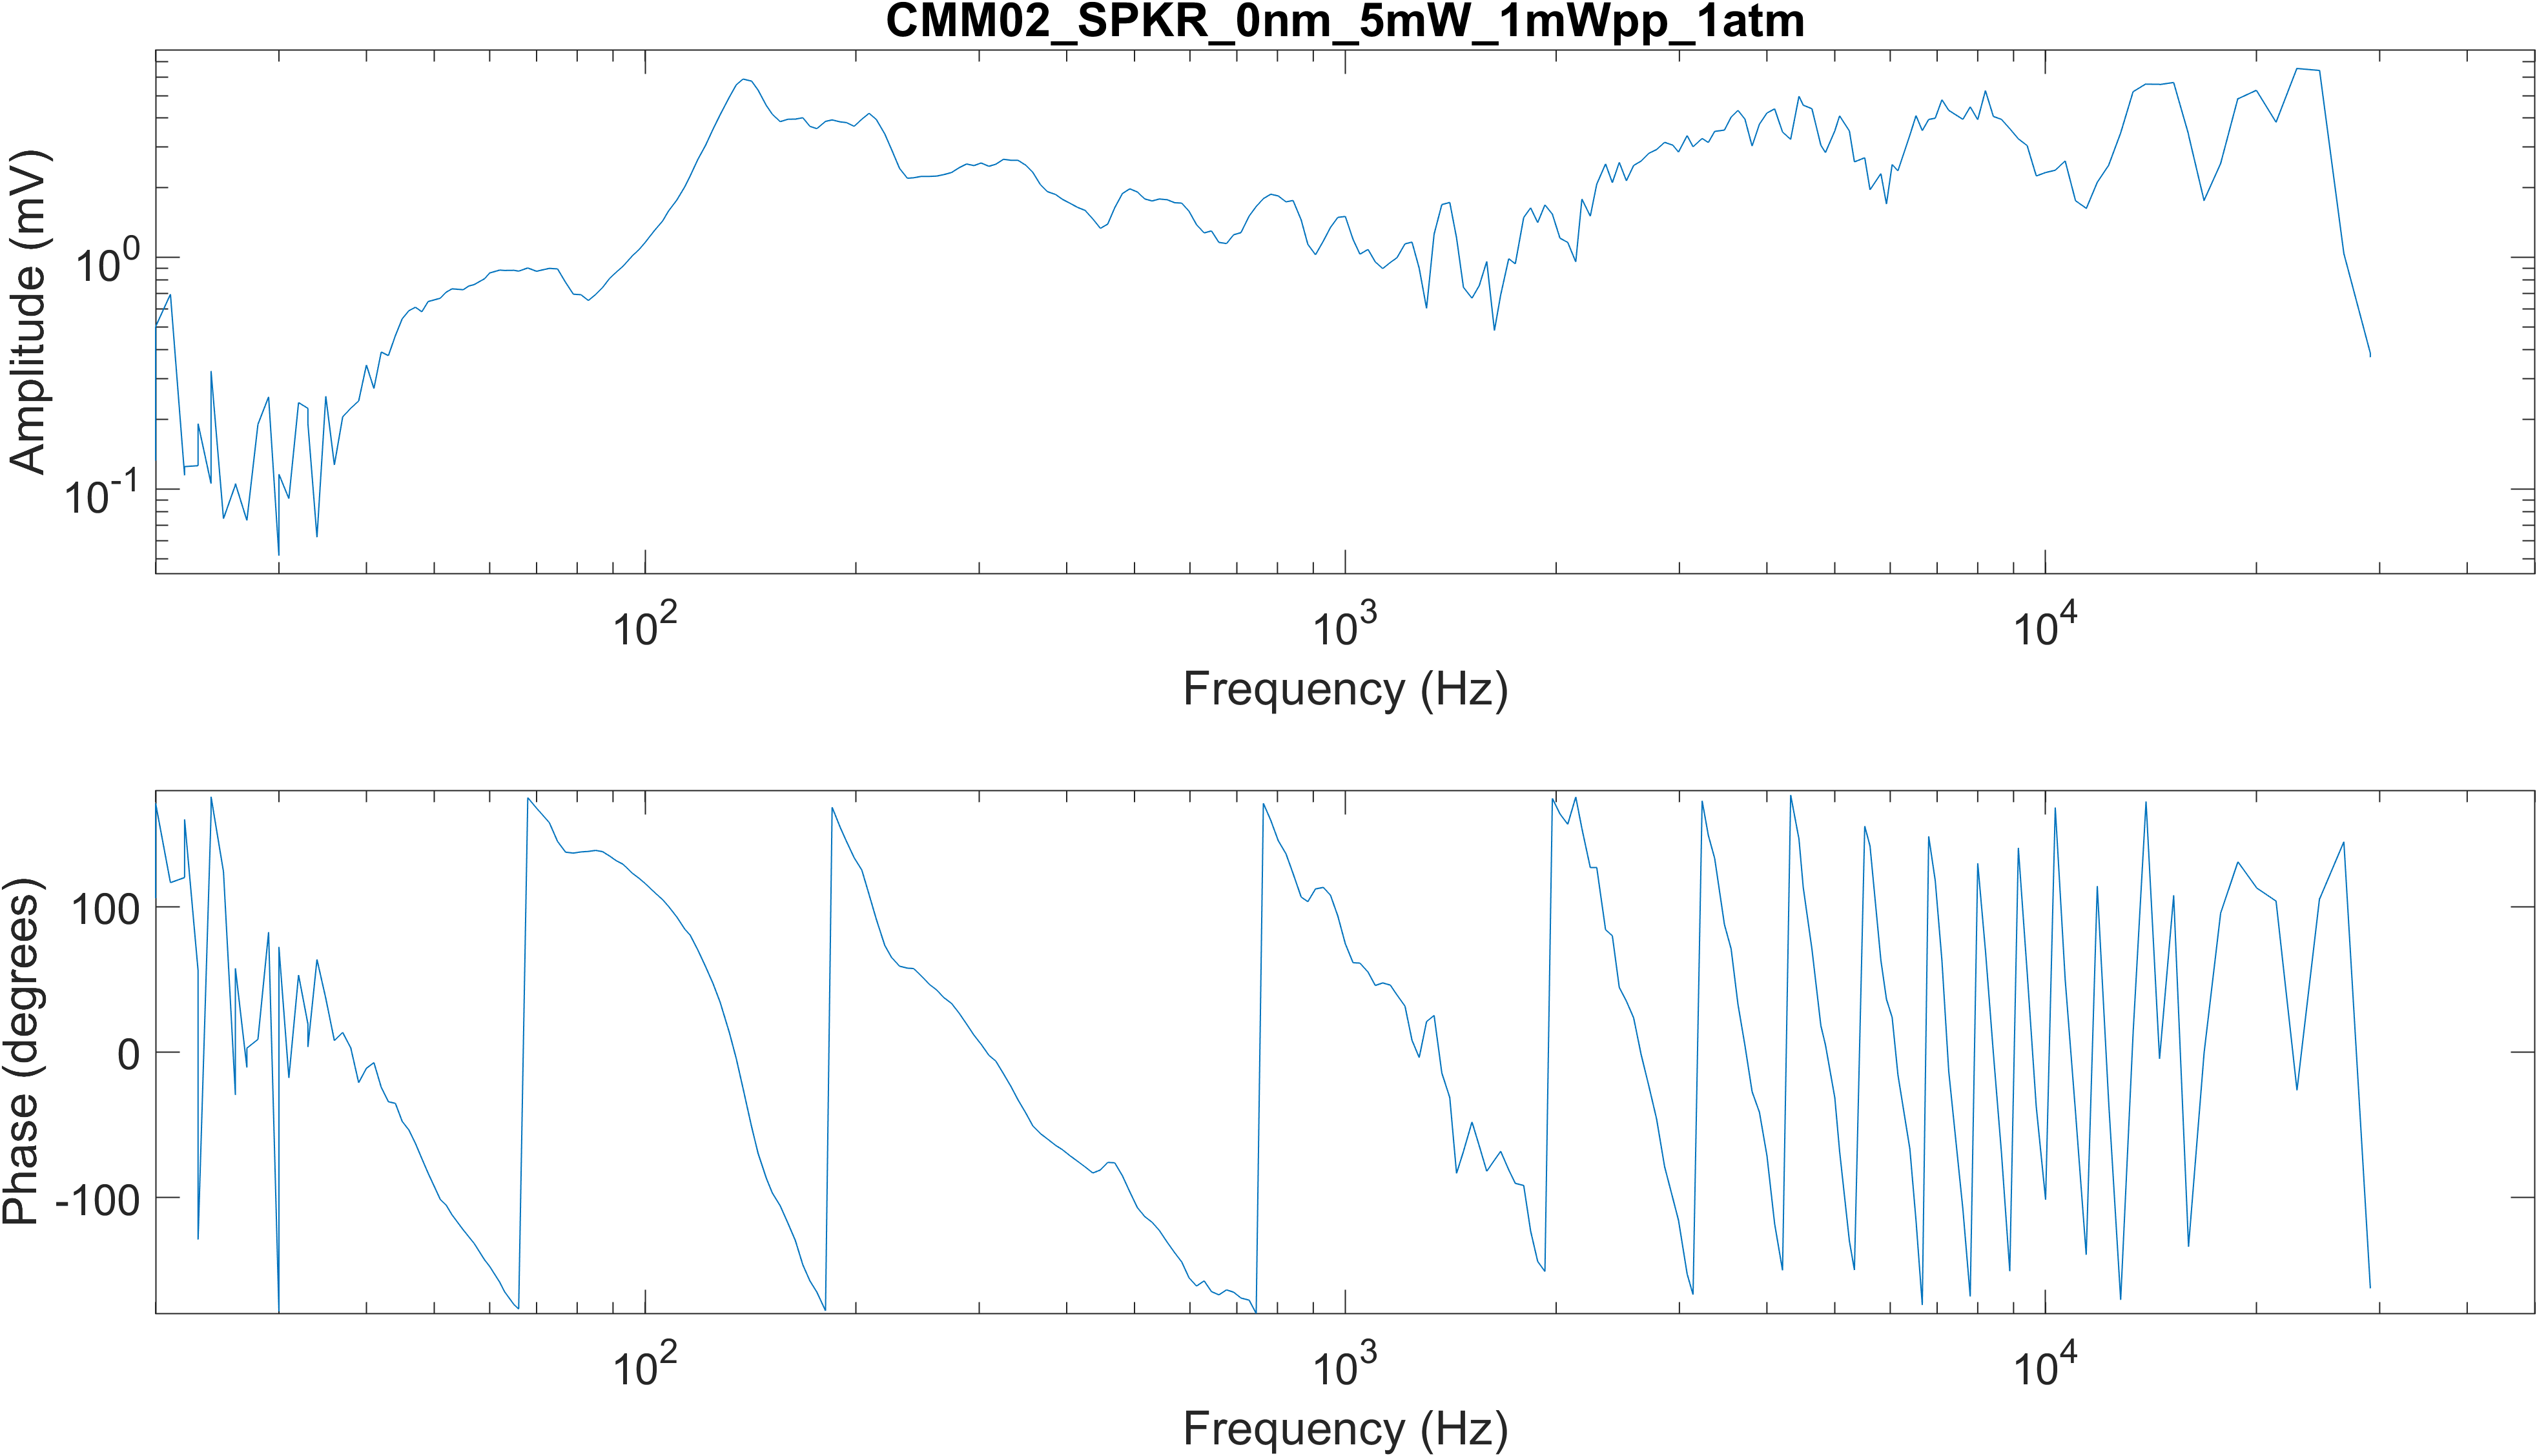 CMM02_SPKR_0nm_5mW_1mWpp_1atm
Amplitude (mV)
10^0
10^-1
10^2
10^3
10^4
Frequency (Hz)
Phase (degrees)
100
0
-100
10^2
10^3
10^4
Frequency (Hz)